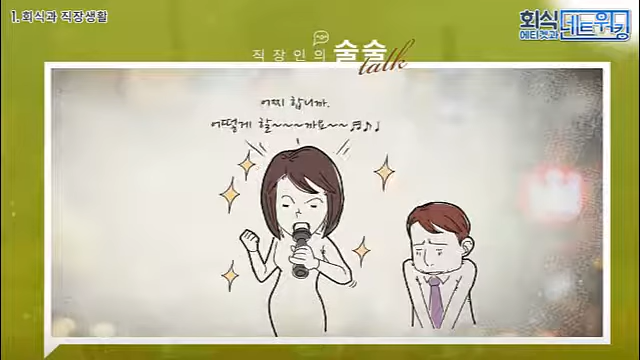 1. 회식과 직장생활
회식
에티켓과 네트워킹
직장인의 술술
talk
어찌 합니까.
어떻게 할~~~~까요~~♬♪♩